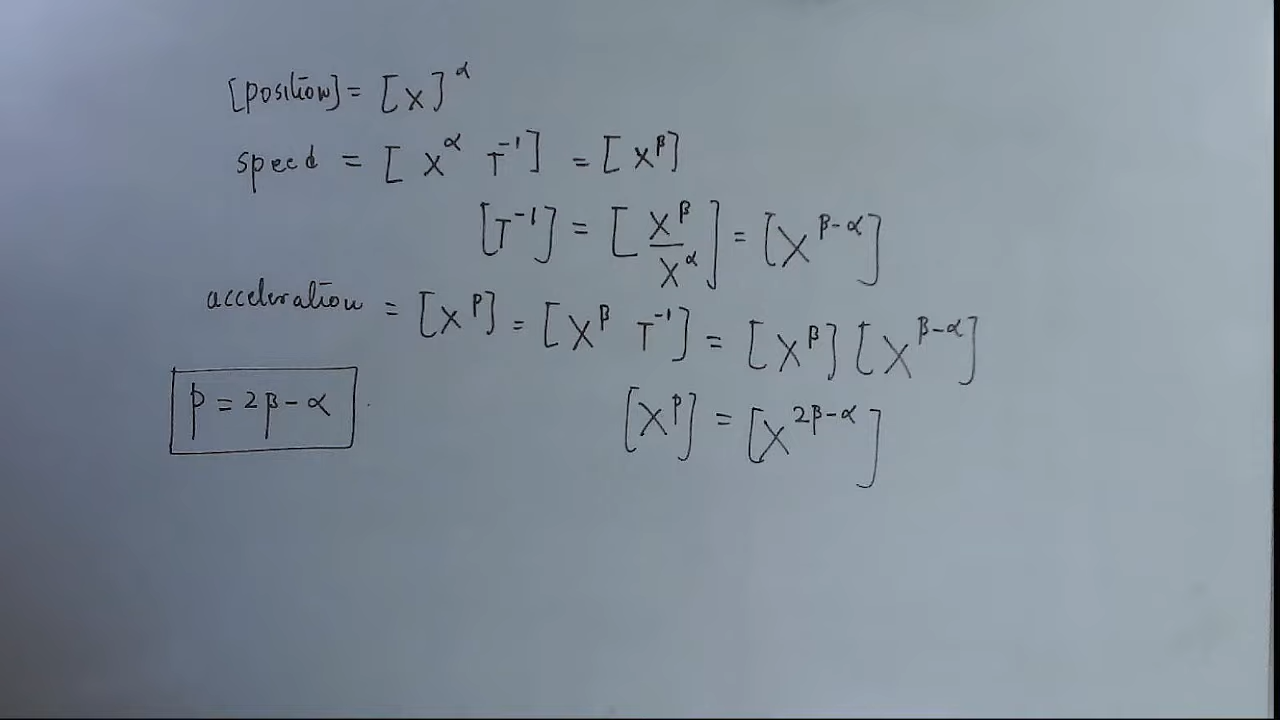 [position] = [X]^α
speed = [X^α T^-1] = [X^β]
[T^-1] = [X^β / X^α] = [X^β-α]
acceleration = [X^p] = [X^β T^-1] = [X^β] [X^β-α]
[X^p] = [X^2β-α]
p = 2β-α